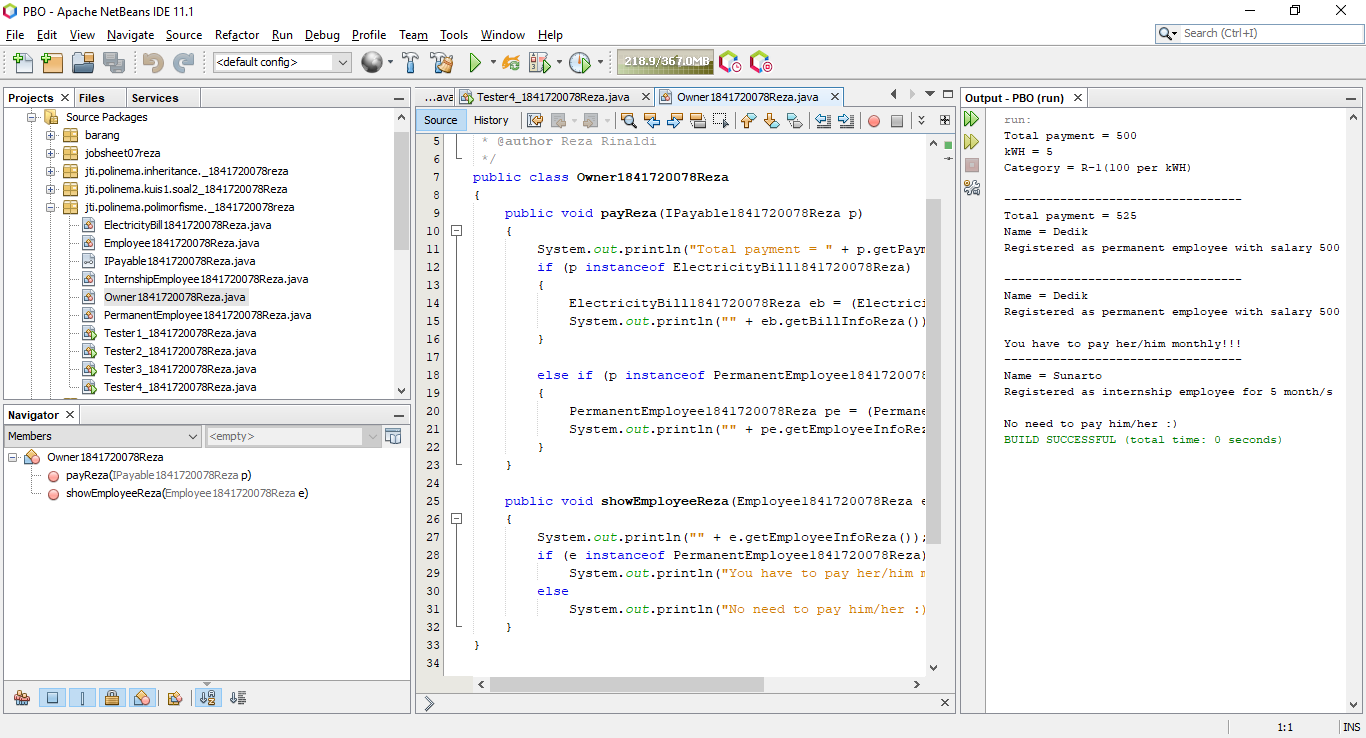 PBO - Apache NetBeans IDE 11.1
File Edit View Navigate Source Refactor Run Debug Profile Team Tools Window Help
Search (Ctrl+I)
<default config>
218.9/367.0MB
Projects Files Services
Source Packages
barang
jobsheet07reza
jti.polinema.inheritance._1841720078reza
jti.polinema.kuis1.soal2_1841720078Reza
jti.polinema.polimorfisme._1841720078reza
ElectricityBill1841720078Reza.java
Employee1841720078Reza.java
IPayable1841720078Reza.java
InternshipEmployee1841720078Reza.java
Owner1841720078Reza.java
PermanentEmployee1841720078Reza.java
Tester1_1841720078Reza.java
Tester2_1841720078Reza.java
Tester3_1841720078Reza.java
Tester4_1841720078Reza.java
Navigator
Members
<empty>
Owner1841720078Reza
payReza(IPayable1841720078Reza p)
showEmployeeReza(Employee1841720078Reza e)
...ava Tester4_1841720078Reza.java Owner1841720078Reza.java
Source History
5 * @author Reza Rinaldi
6 */
7 public class Owner1841720078Reza
8 {
9 public void payReza(IPayable1841720078Reza p)
10 {
11 System.out.println("Total payment = " + p.getPaym
12 if (p instanceof ElectricityBill1841720078Reza)
13 {
14 ElectricityBill1841720078Reza eb = (Electrici
15 System.out.println("" + eb.getBillInfoReza())
16 }
17
18 else if (p instanceof PermanentEmployee1841720078
19 {
20 PermanentEmployee1841720078Reza pe = (Permane
21 System.out.println("" + pe.getEmployeeInfoRez
22 }
23 }
24
25 public void showEmployeeReza(Employee1841720078Reza e
26 {
27 System.out.println("" + e.getEmployeeInfoReza());
28 if (e instanceof PermanentEmployee1841720078Reza)
29 System.out.println("You have to pay her/him m
30 else
31 System.out.println("No need to pay him/her :)
32 }
33 }
34
Output - PBO (run)
run:
Total payment = 500
kWH = 5
Category = R-1(100 per kWH)
----------------------------------
Total payment = 525
Name = Dedik
Registered as permanent employee with salary 500
----------------------------------
Name = Dedik
Registered as permanent employee with salary 500
You have to pay her/him monthly!!!
----------------------------------
Name = Sunarto
Registered as internship employee for 5 month/s
No need to pay him/her :)
BUILD SUCCESSFUL (total time: 0 seconds)
1:1 INS